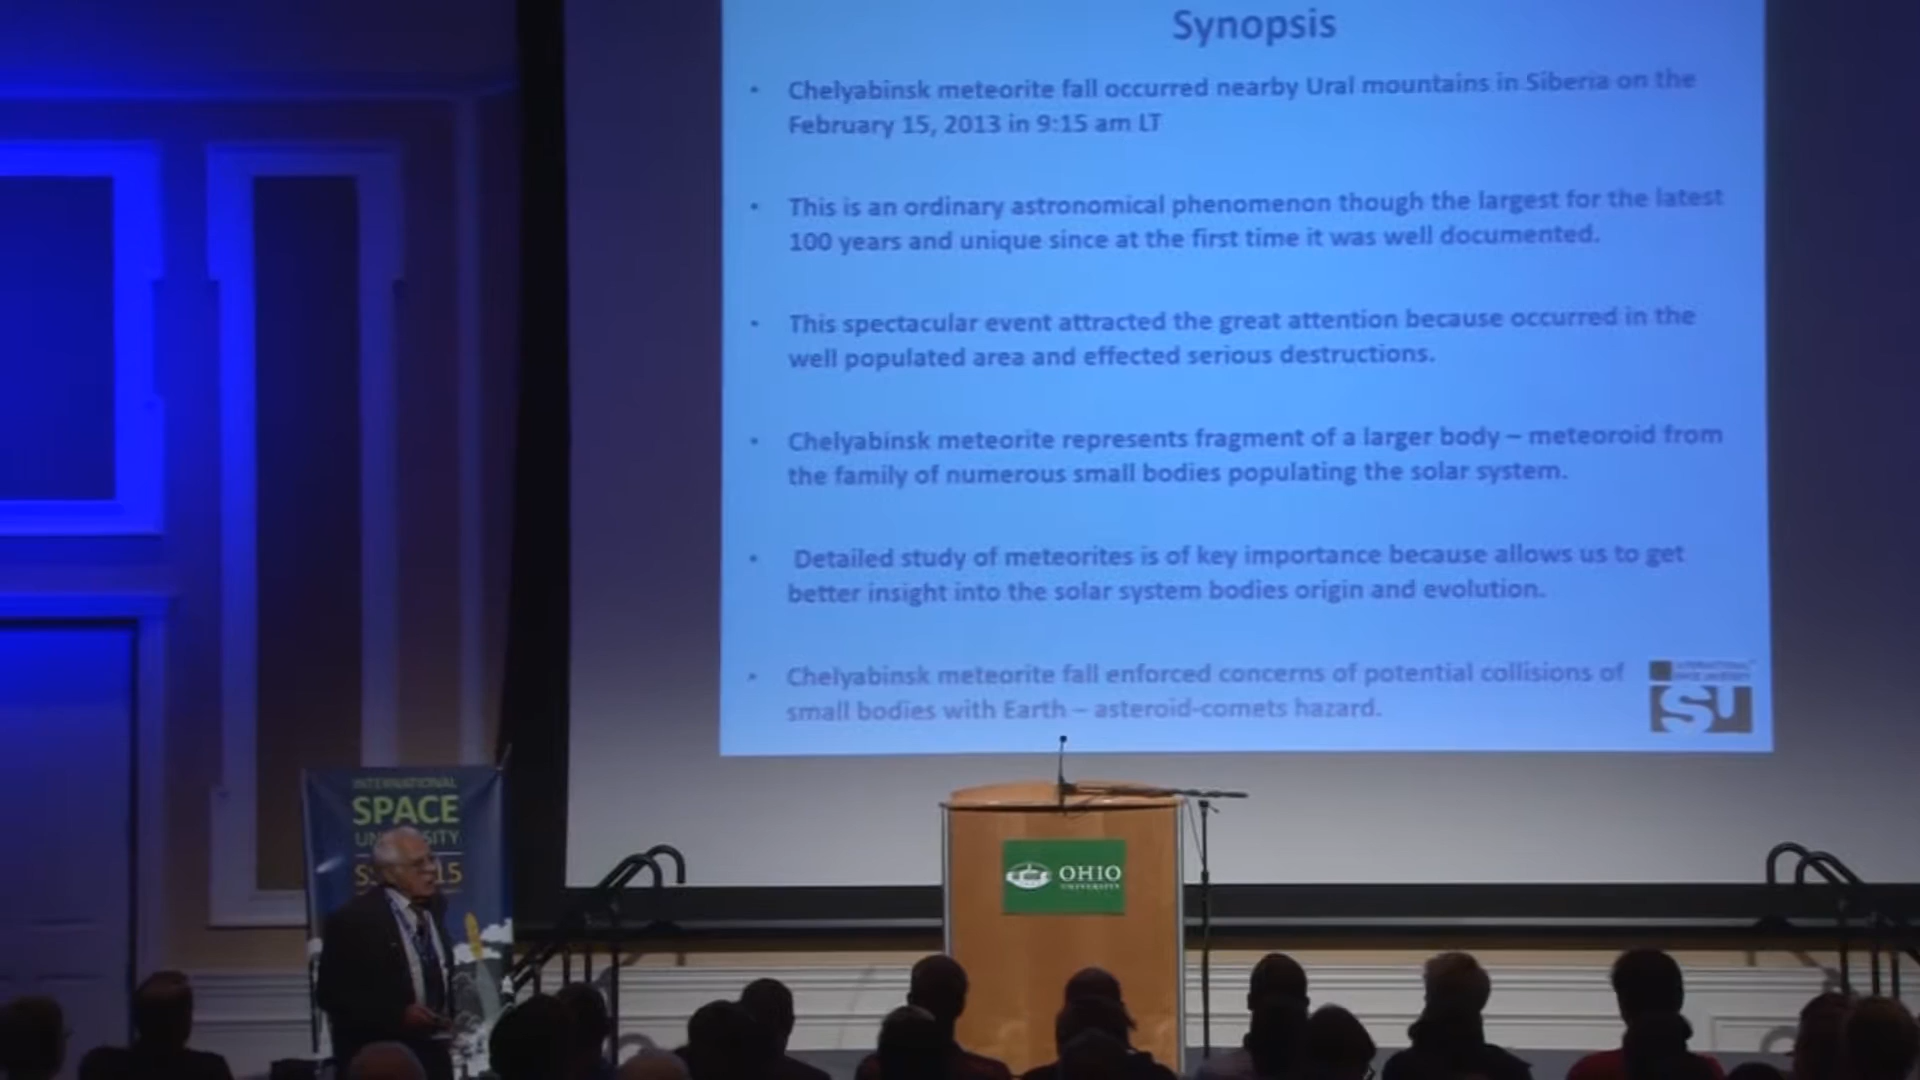 Synopsis
• Chelyabinsk meteorite fall occurred nearby Ural mountains in Siberia on the
February 15, 2013 in 9:15 am LT
• This is an ordinary astronomical phenomenon though the largest for the latest
100 years and unique since at the first time it was well documented.
• This spectacular event attracted the great attention because occurred in the
well populated area and effected serious destructions.
• Chelyabinsk meteorite represents fragment of a larger body – meteoroid from
the family of numerous small bodies populating the solar system.
• Detailed study of meteorites is of key importance because allows us to get
better insight into the solar system bodies origin and evolution.
• Chelyabinsk meteorite fall enforced concerns of potential collisions of
small bodies with Earth – asteroid-comets hazard.
ISU
INTERNATIONAL
SPACE
OHIO
UNIVERSITY